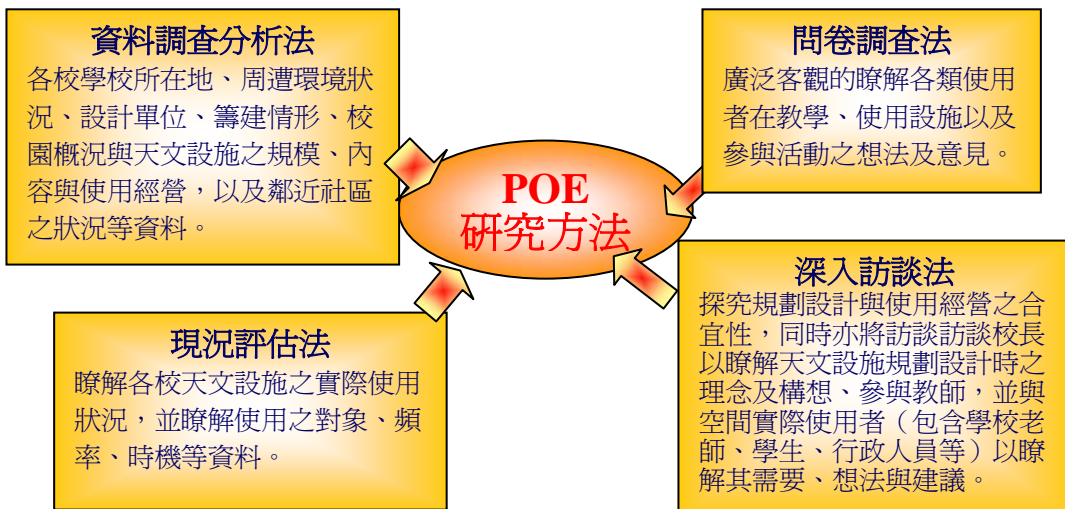 資料調查分析法
各校學校所在地、周遭環境狀
況、設計單位、籌建情形、校
園概況與天文設施之規模、內
容與使用經營，以及鄰近社區
之狀況等資料。
問卷調查法
廣泛客觀的瞭解各類使用
者在教學、使用設施以及
參與活動之想法及意見。
POE
研究方法
現況評估法
瞭解各校天文設施之實際使用
狀況，並瞭解使用之對象、頻
率、時機等資料。
深入訪談法
探究規劃設計與使用經營之合
宜性，同時亦將訪談訪談校長
以瞭解天文設施規劃設計時之
理念及構想、參與教師，並與
空間實際使用者（包含學校老
師、學生、行政人員等）以瞭
解其需要、想法與建議。